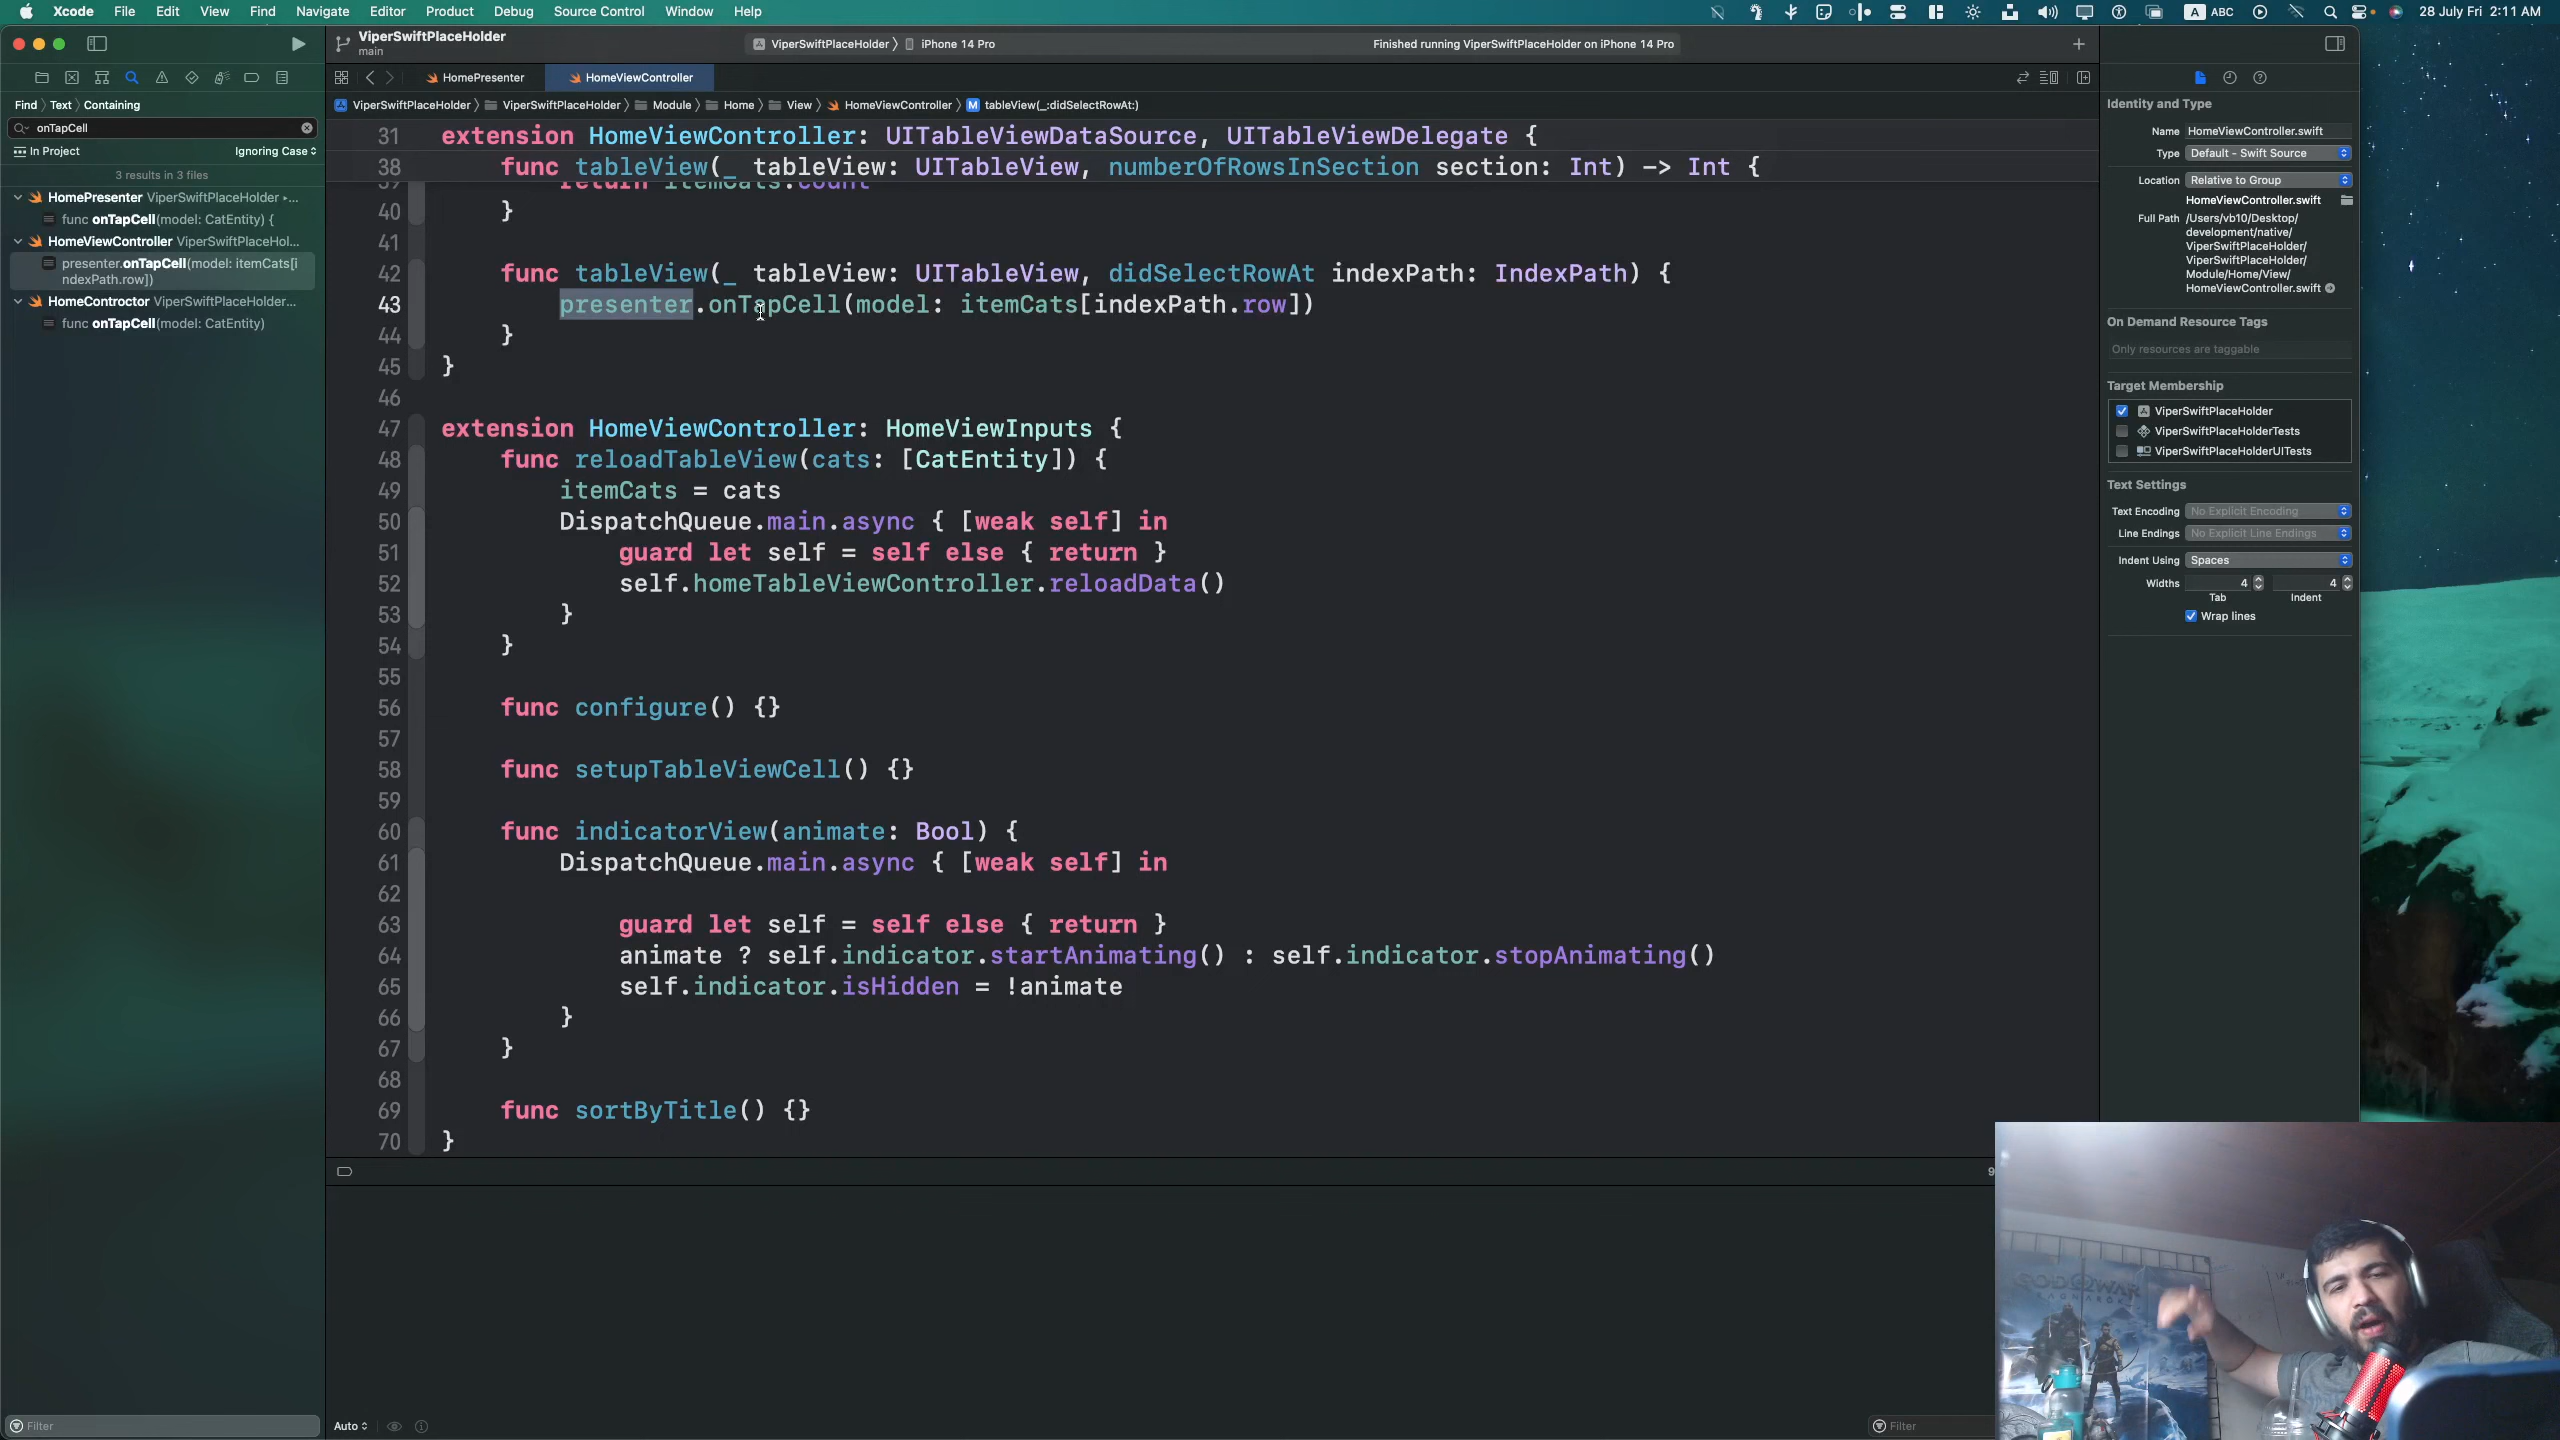 Xcode File Edit View Find Navigate Editor Product Debug Source Control Window Help
ABC
28 July Fri 2:11 AM
ViperSwiftPlaceHolder
main
ViperSwiftPlaceHolder
iPhone 14 Pro
Finished running ViperSwiftPlaceHolder on iPhone 14 Pro
HomePresenter
HomeViewController
ViperSwiftPlaceHolder ViperSwiftPlaceHolder Module Home View HomeViewController tableView(_:didSelectRowAt:)
Find Text Containing
onTapCell
In Project
Ignoring Case
3 results in 3 files
HomePresenter ViperSwiftPlaceHolder ▸...
func onTapCell(model: CatEntity) {
HomeViewController ViperSwiftPlaceHol...
presenter.onTapCell(model: itemCats[i
ndexPath.row])
HomeControctor ViperSwiftPlaceHolder...
func onTapCell(model: CatEntity)
Filter
31 extension HomeViewController: UITableViewDataSource, UITableViewDelegate {
38 func tableView(_ tableView: UITableView, numberOfRowsInSection section: Int) -> Int {
39 return itemCats.count
40 }
41
42 func tableView(_ tableView: UITableView, didSelectRowAt indexPath: IndexPath) {
43 presenter.onTapCell(model: itemCats[indexPath.row])
44 }
45 }
46
47 extension HomeViewController: HomeViewInputs {
48 func reloadTableView(cats: [CatEntity]) {
49 itemCats = cats
50 DispatchQueue.main.async { [weak self] in
51 guard let self = self else { return }
52 self.homeTableViewController.reloadData()
53 }
54 }
55
56 func configure() {}
57
58 func setupTableViewCell() {}
59
60 func indicatorView(animate: Bool) {
61 DispatchQueue.main.async { [weak self] in
62
63 guard let self = self else { return }
64 animate ? self.indicator.startAnimating() : self.indicator.stopAnimating()
65 self.indicator.isHidden = !animate
66 }
67 }
68
69 func sortByTitle() {}
70 }
Auto
Filter
Identity and Type
Name HomeViewController.swift
Type Default - Swift Source
Location Relative to Group
HomeViewController.swift
Full Path /Users/vb10/Desktop/
development/native/
ViperSwiftPlaceHolder/
ViperSwiftPlaceHolder/
Module/Home/View/
HomeViewController.swift
On Demand Resource Tags
Only resources are taggable
Target Membership
ViperSwiftPlaceHolder
ViperSwiftPlaceHolderTests
ViperSwiftPlaceHolderUITests
Text Settings
Text Encoding No Explicit Encoding
Line Endings No Explicit Line Endings
Indent Using Spaces
Widths 4 4
Tab Indent
Wrap lines
GOD OF WAR
RAGNARÖK